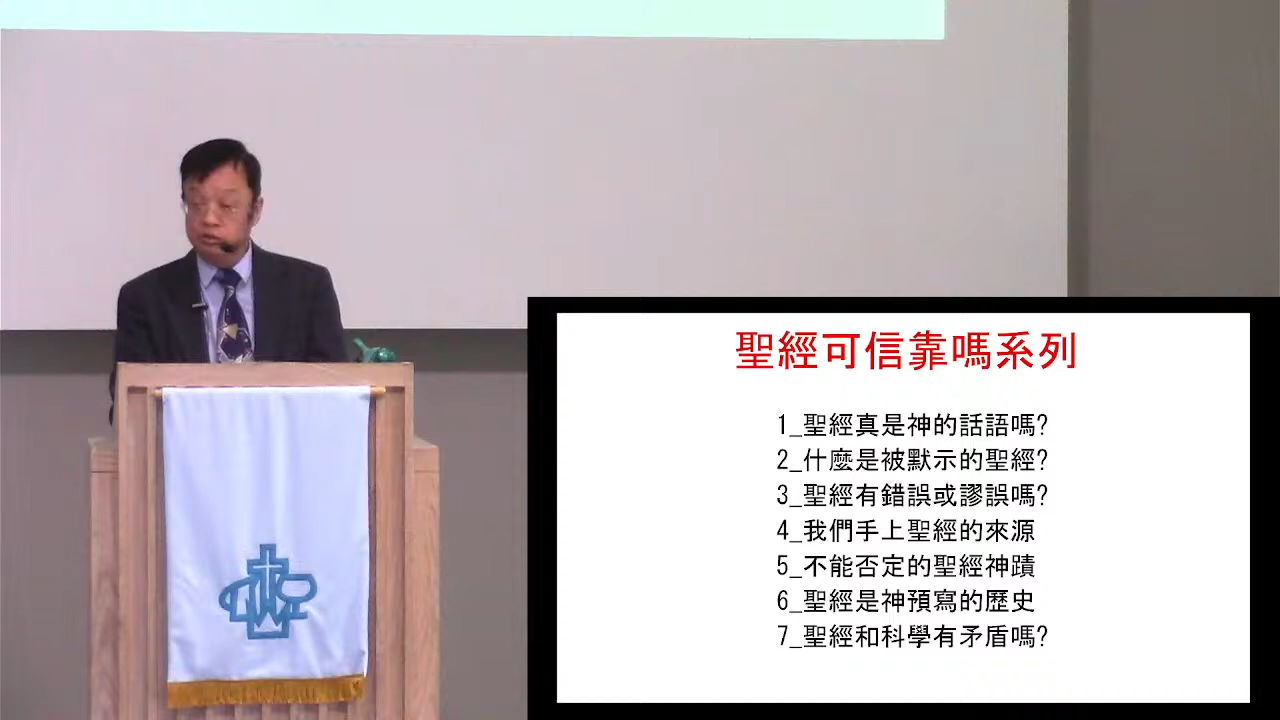 聖經可信靠嗎系列
1_聖經真是神的話語嗎?
2_什麼是被默示的聖經?
3_聖經有錯誤或謬誤嗎?
4_我們手上聖經的來源
5_不能否定的聖經神蹟
6_聖經是神預寫的歷史
7_聖經和科學有矛盾嗎?